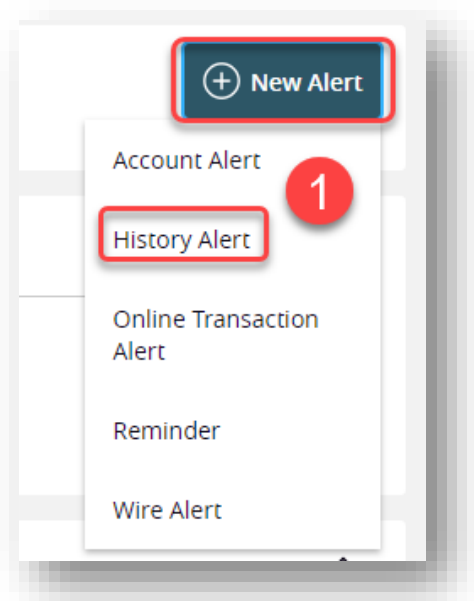 New Alert
Account Alert
1
History Alert
Online Transaction
Alert
Reminder
Wire Alert